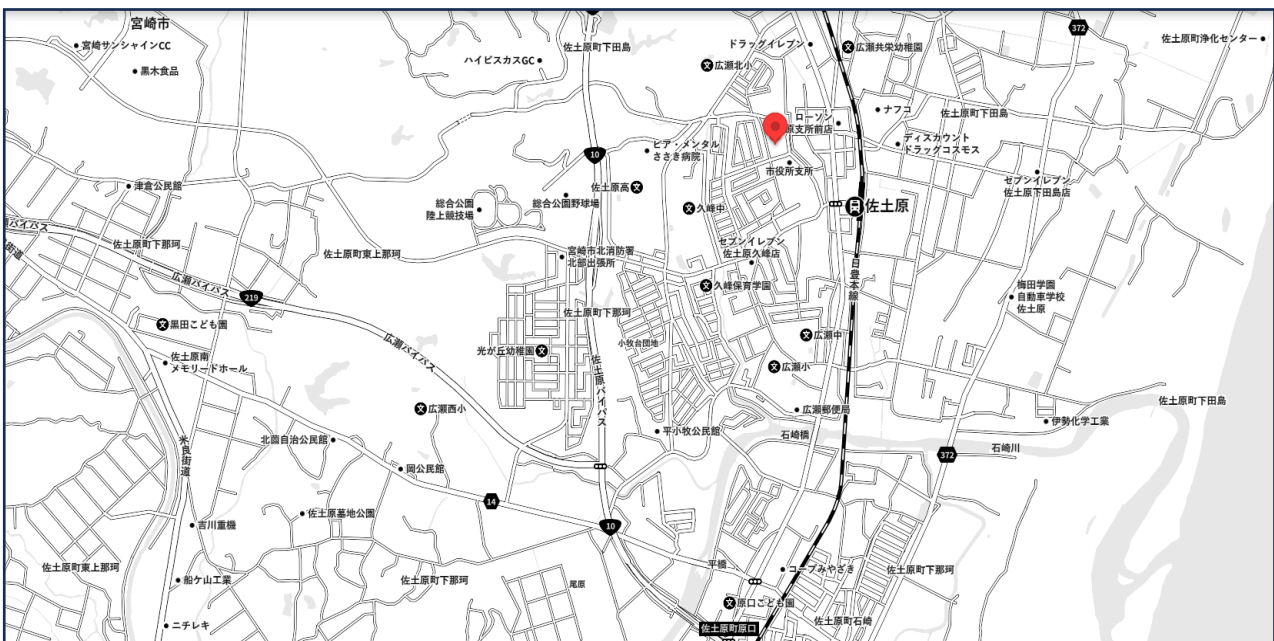 宮崎市
宮崎サンシャインCC
黒木食品
ハイビスカスGC
佐土原町下田島
ドラッグイレブン
広瀬共栄幼稚園
372
佐土原町浄化センター
広瀬北小
ナフコ
佐土原町下田島
ローソン
原支所前店
ディスカウント
ドラッグコスモス
10
ピア・メンタル
ささき病院
市役所支所
セブンイレブン
佐土原下田島店
津倉公民館
佐土原高
総合公園
陸上競技場
総合公園野球場
久峰中
佐土原
バイパス
佐土原町下那珂
佐土原町東上那珂
宮崎市北消防署
北部出張所
セブンイレブン
佐土原久峰店
日豊本線
街道
広瀬バイパス
219
久峰保育学園
梅田学園
自動車学校
佐土原
佐土原町下那珂
黒田こども園
広瀬バイパス
小牧台団地
広瀬中
佐土原南
メモリードホール
光が丘幼稚園
佐土原バイパス
広瀬小
広瀬西小
広瀬郵便局
佐土原町下田島
伊勢化学工業
米良街道
北薗自治公民館
平小牧公民館
石崎橋
石崎川
372
岡公民館
14
佐土原墓地公園
吉川重機
10
佐土原町東上那珂
船ケ山工業
佐土原町下那珂
尾原
平橋
コープみやざき
佐土原町下那珂
原口こども園
ニチレキ
佐土原町原口
佐土原町石崎